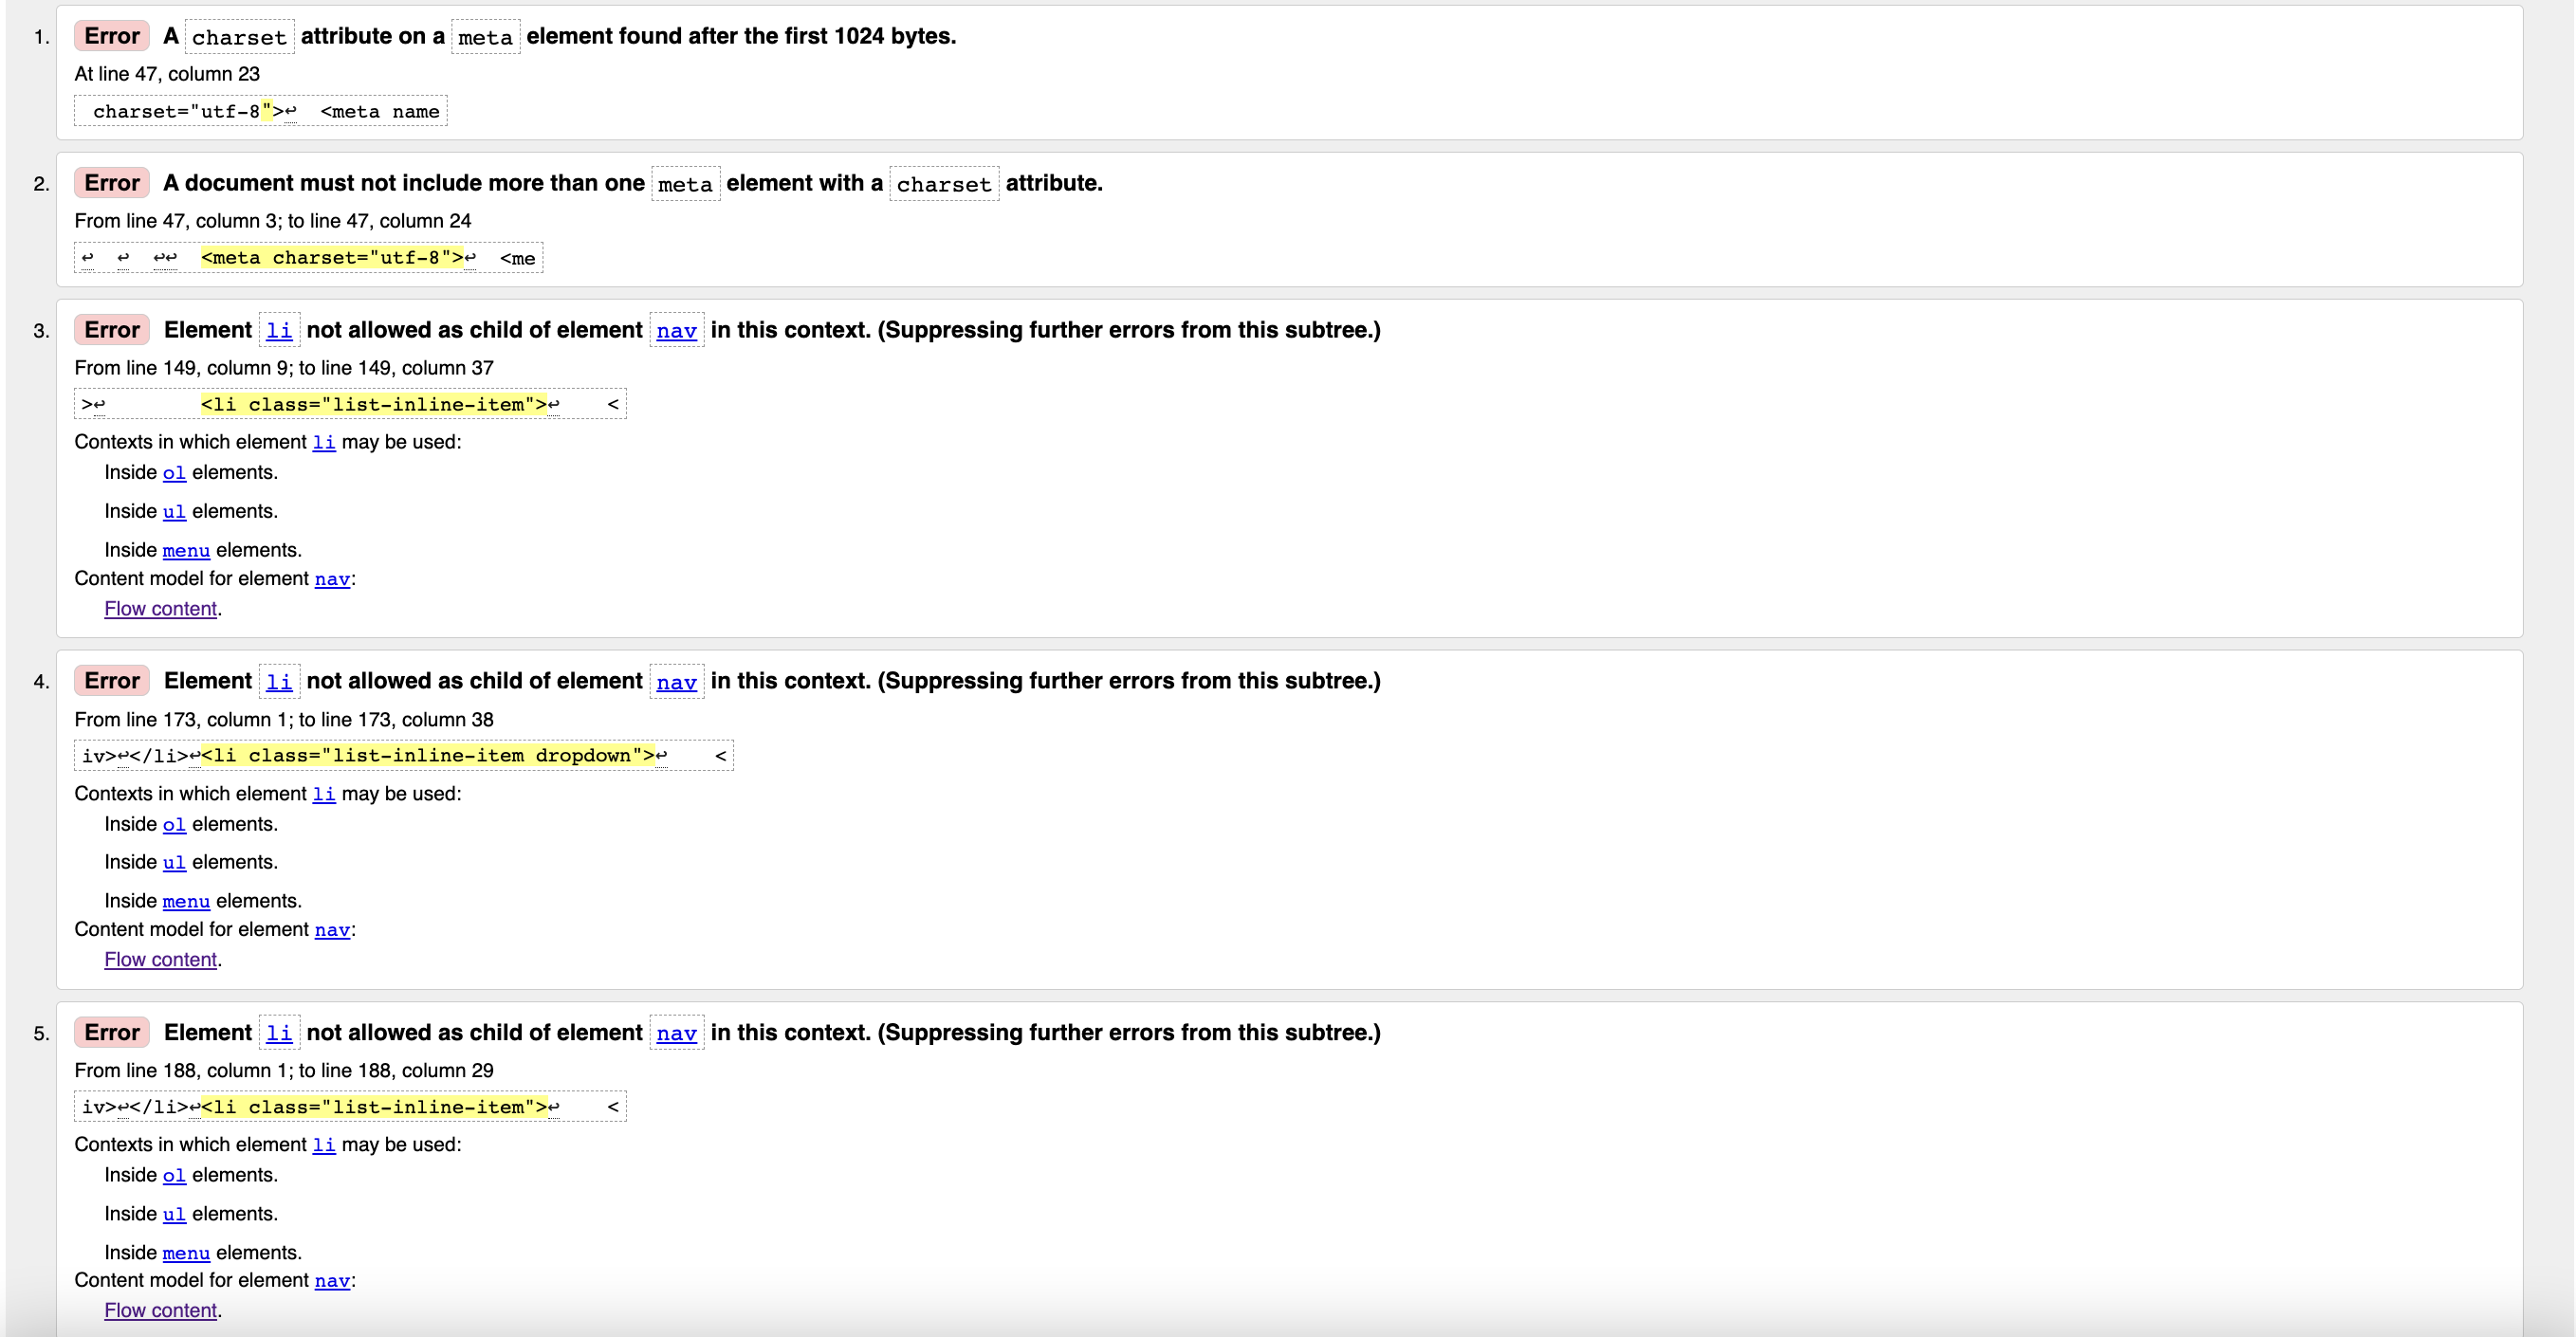 1. Error A charset attribute on a meta element found after the first 1024 bytes.
At line 47, column 23
charset="utf-8">↩ <meta name
2. Error A document must not include more than one meta element with a charset attribute.
From line 47, column 3; to line 47, column 24
↩ ↩ ↩↩ <meta charset="utf-8">↩ <me
3. Error Element li not allowed as child of element nav in this context. (Suppressing further errors from this subtree.)
From line 149, column 9; to line 149, column 37
>↩ <li class="list-inline-item">↩ <
Contexts in which element li may be used:
Inside ol elements.
Inside ul elements.
Inside menu elements.
Content model for element nav:
Flow content.
4. Error Element li not allowed as child of element nav in this context. (Suppressing further errors from this subtree.)
From line 173, column 1; to line 173, column 38
iv>↩</li>↩<li class="list-inline-item dropdown">↩ <
Contexts in which element li may be used:
Inside ol elements.
Inside ul elements.
Inside menu elements.
Content model for element nav:
Flow content.
5. Error Element li not allowed as child of element nav in this context. (Suppressing further errors from this subtree.)
From line 188, column 1; to line 188, column 29
iv>↩</li>↩<li class="list-inline-item">↩ <
Contexts in which element li may be used:
Inside ol elements.
Inside ul elements.
Inside menu elements.
Content model for element nav:
Flow content.